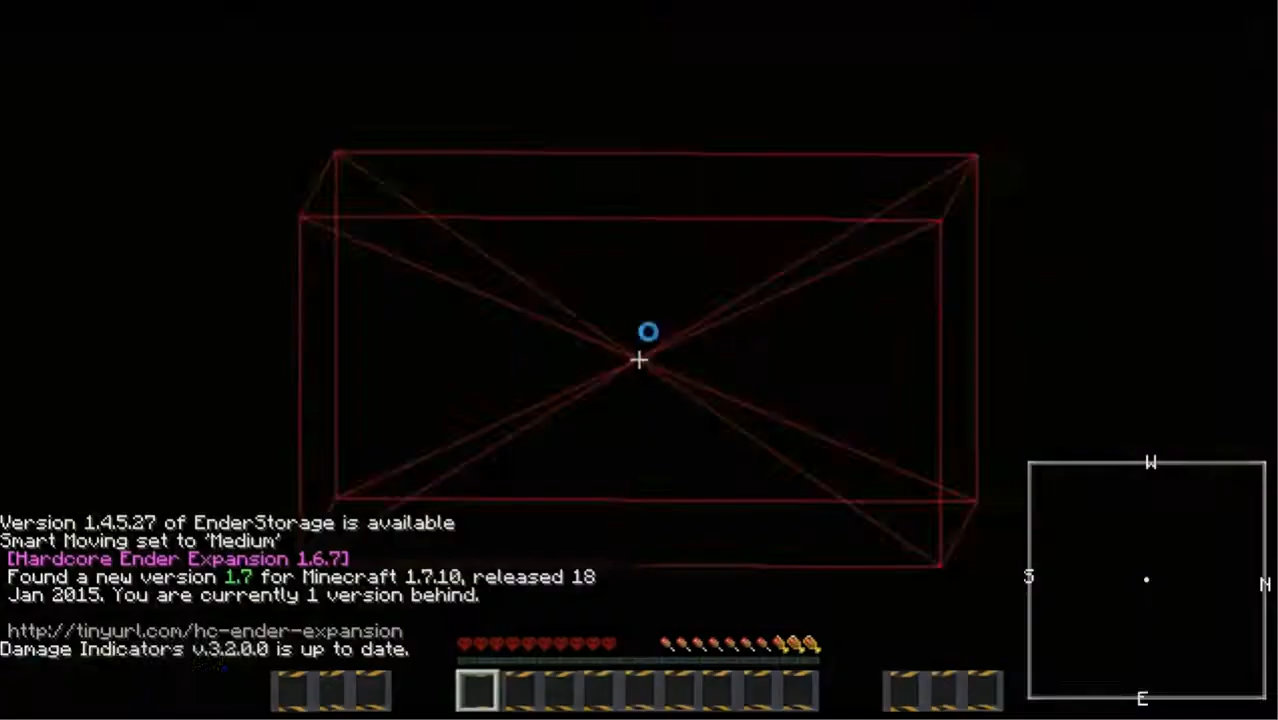 Version 1.4.5.27 of EnderStorage is available
Smart Moving set to 'Medium'
[Hardcore Ender Expansion 1.6.7]
Found a new version 1.7 for Minecraft 1.7.10, released 18
Jan 2015. You are currently 1 version behind.
http://tinyurl.com/hc-ender-expansion
Damage Indicators v.3.2.0.0 is up to date.
W
S
N
E